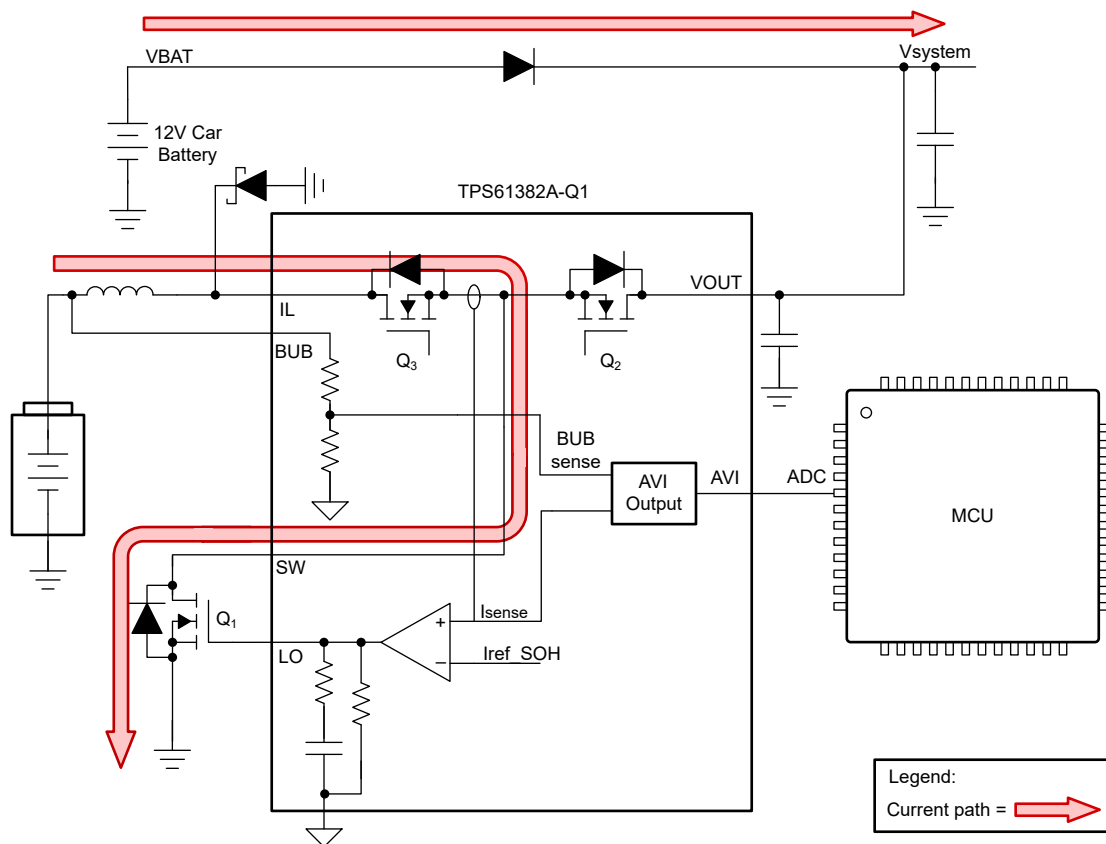 VBAT
Vsystem
12V Car
Battery
TPS61382A-Q1
VOUT
IL
BUB
Q3
Q2
BUB
sense
AVI
Output
AVI
ADC
MCU
SW
Q1
Isense
LO
Iref_SOH
+
−
Legend:
Current path =